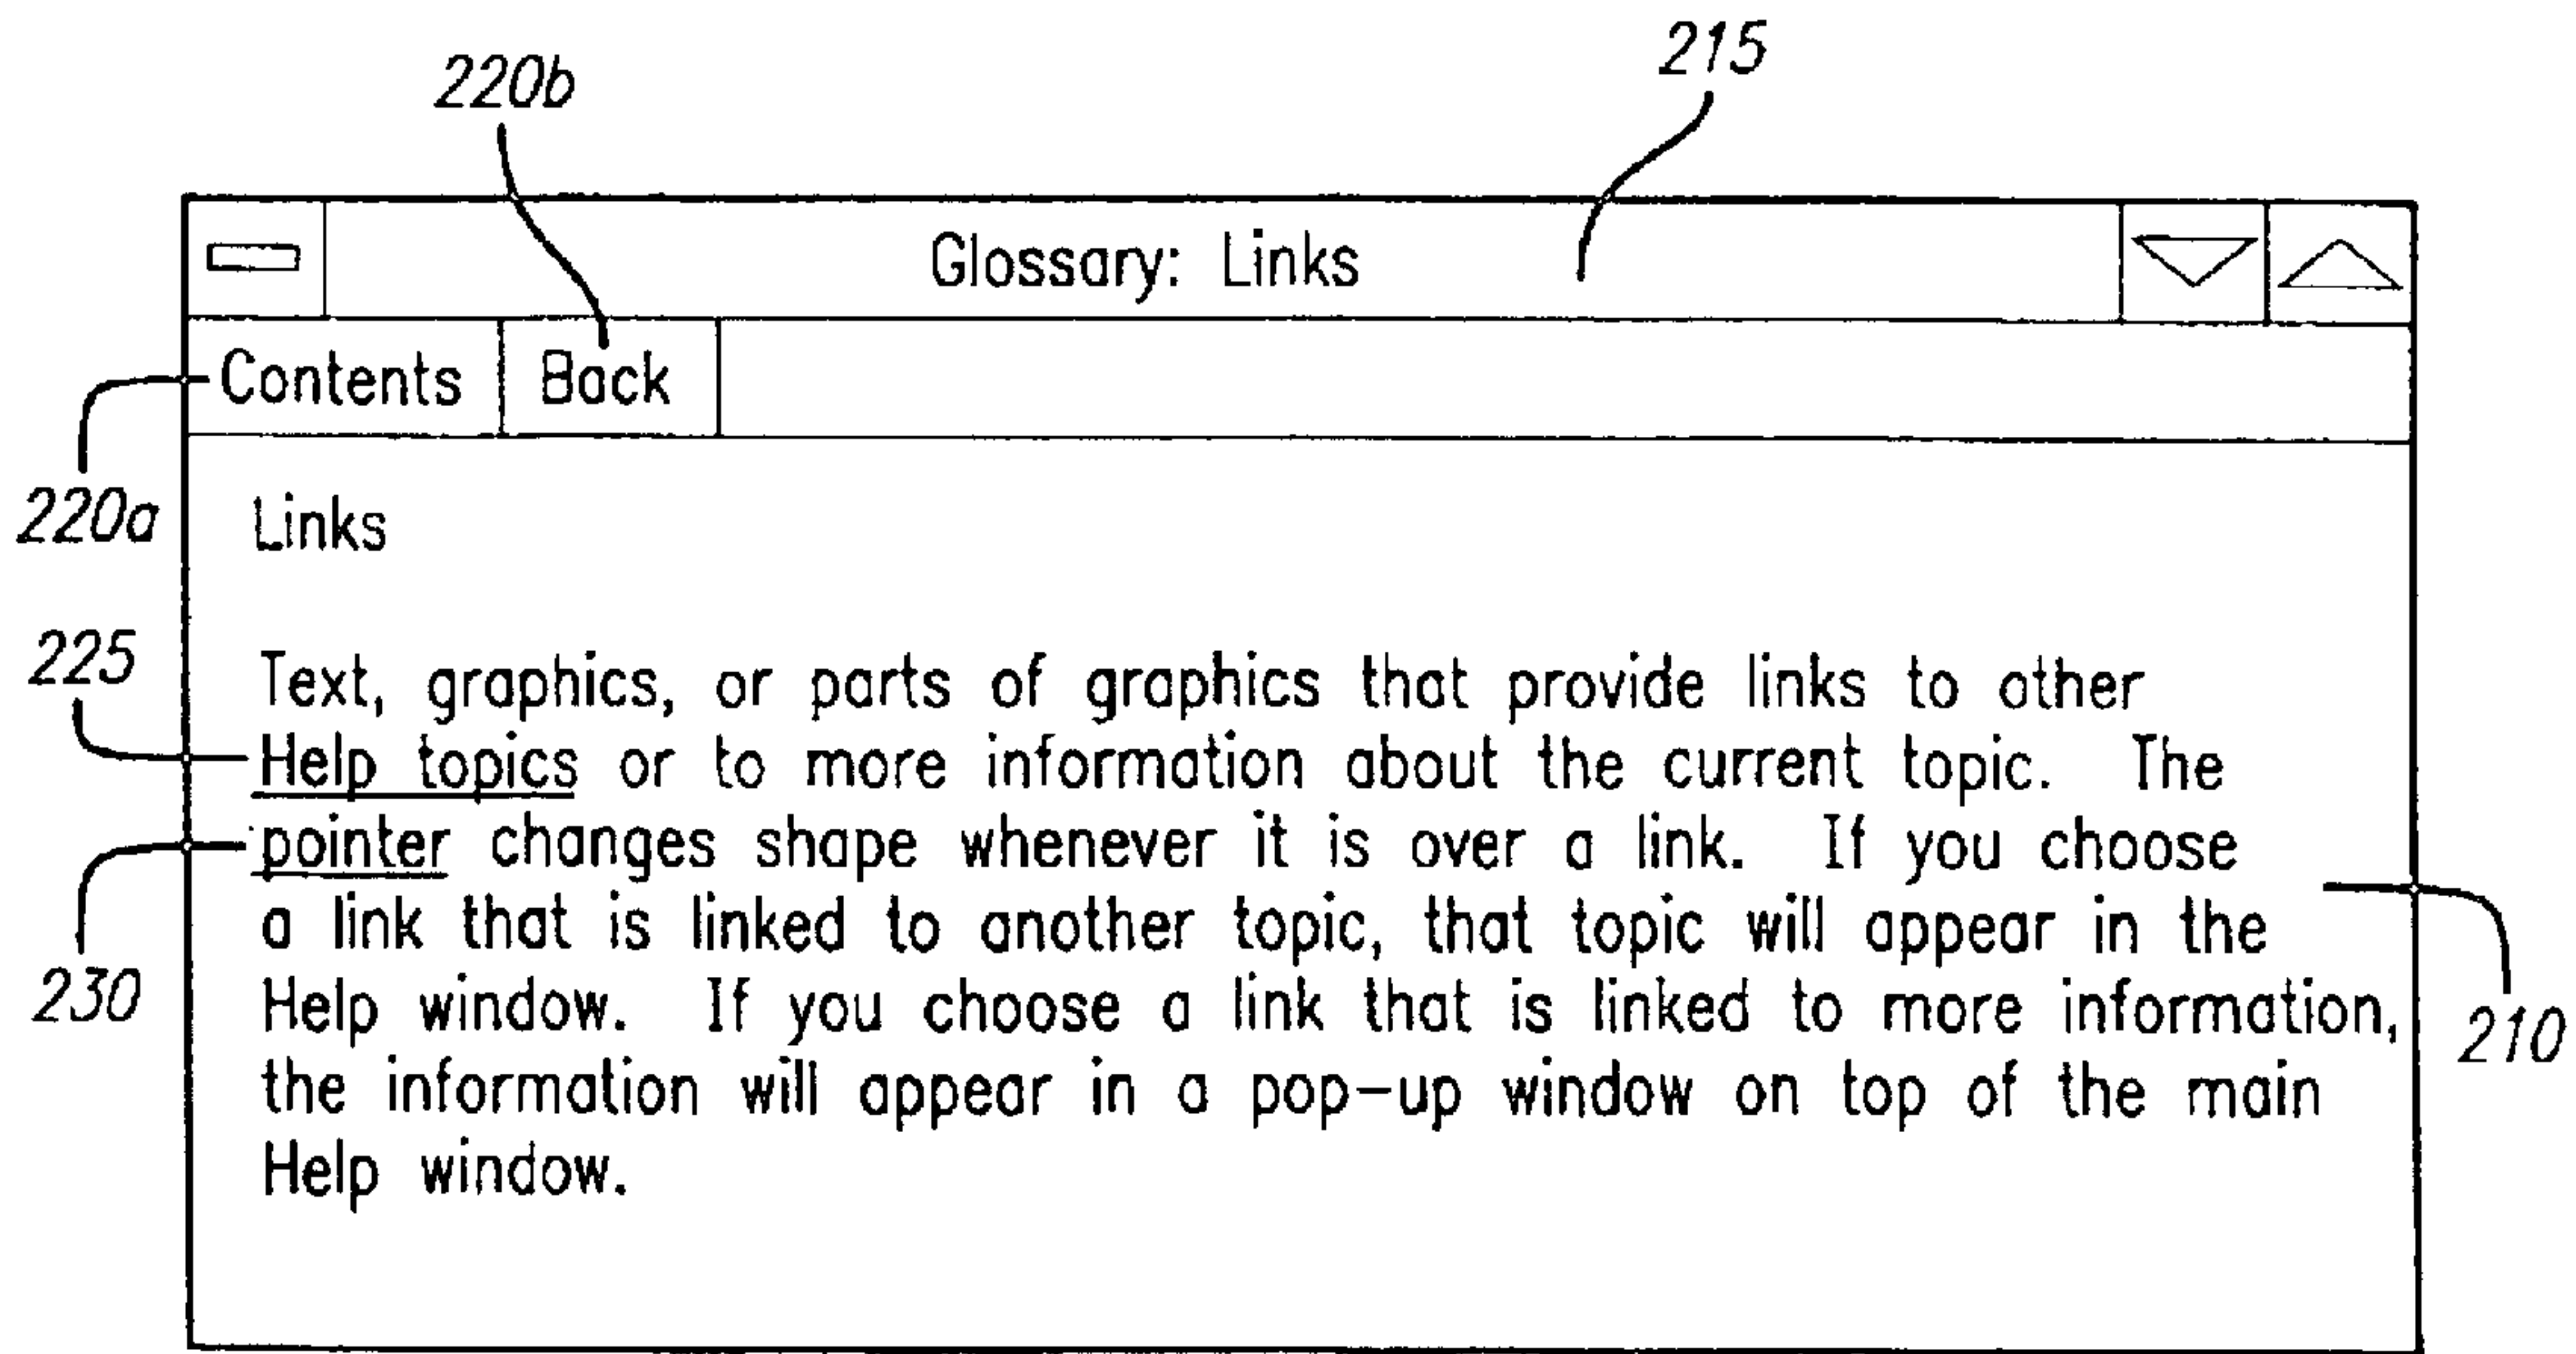 215
220b
Glossary: Links
Contents Back
220a
Links
225
Text, graphics, or parts of graphics that provide links to other
Help topics or to more information about the current topic. The
pointer changes shape whenever it is over a link. If you choose
a link that is linked to another topic, that topic will appear in the
230
Help window. If you choose a link that is linked to more information,
210
the information will appear in a pop-up window on top of the main
Help window.